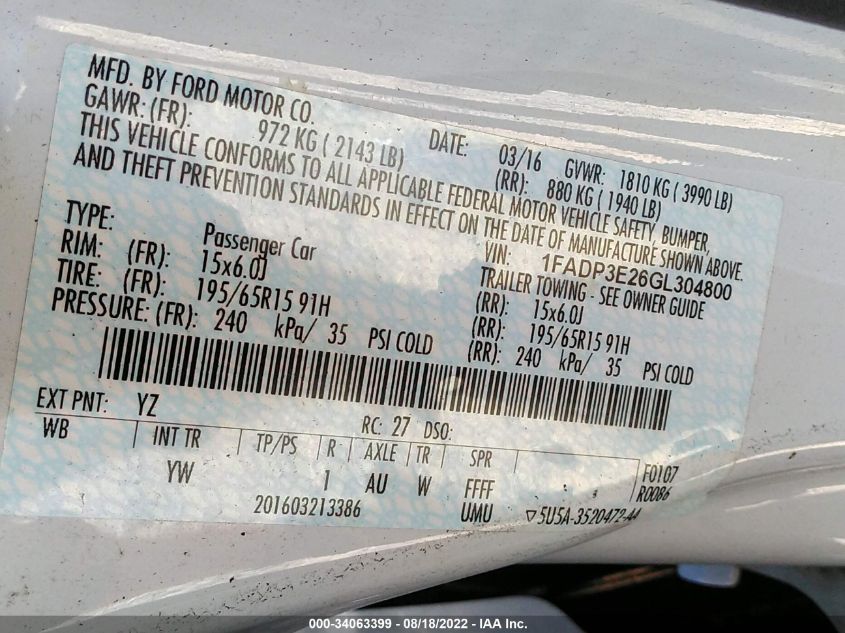 MFD. BY FORD MOTOR CO.
DATE: 03/16 GVWR: 1810 KG ( 3990 LB)
GAWR: (FR): 972 KG ( 2143 LB) (RR): 880 KG ( 1940 LB)
THIS VEHICLE CONFORMS TO ALL APPLICABLE FEDERAL MOTOR VEHICLE SAFETY, BUMPER,
AND THEFT PREVENTION STANDARDS IN EFFECT ON THE DATE OF MANUFACTURE SHOWN ABOVE.
VIN: 1FADP3E26GL304800
TYPE: Passenger Car TRAILER TOWING - SEE OWNER GUIDE
RIM: (FR): 15x6.0J (RR): 15x6.0J
TIRE: (FR): 195/65R15 91H (RR): 195/65R15 91H
PRESSURE: (FR): 240 kPa/ 35 PSI COLD (RR): 240 kPa/ 35 PSI COLD
EXT PNT: YZ RC: 27 DSO:
WB INT TR TP/PS R AXLE TR SPR
YW 1 AU W FFFF F0107
R0086
201603213386 UMU ▽5U5A-3520472-AA
000-34063399 - 08/18/2022 - IAA Inc.